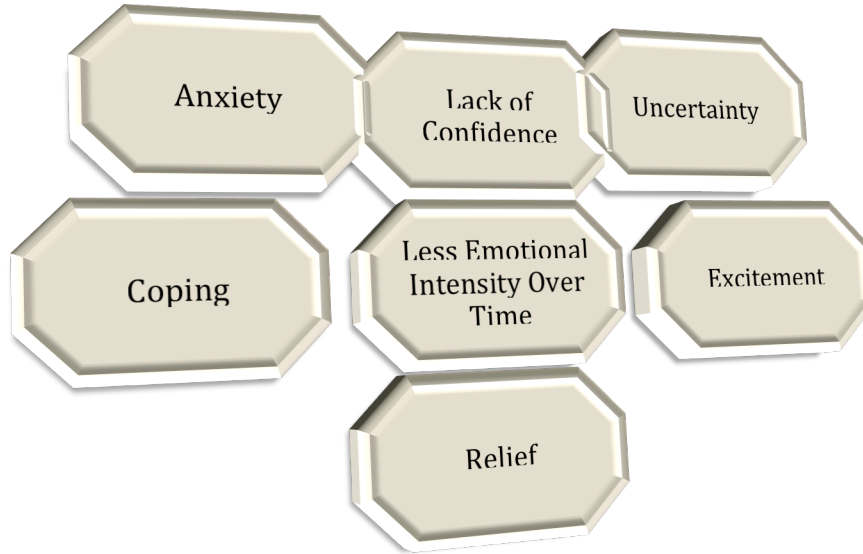 Anxiety
Lack of
Confidence
Uncertainty
Coping
Less Emotional
Intensity Over
Time
Excitement
Relief